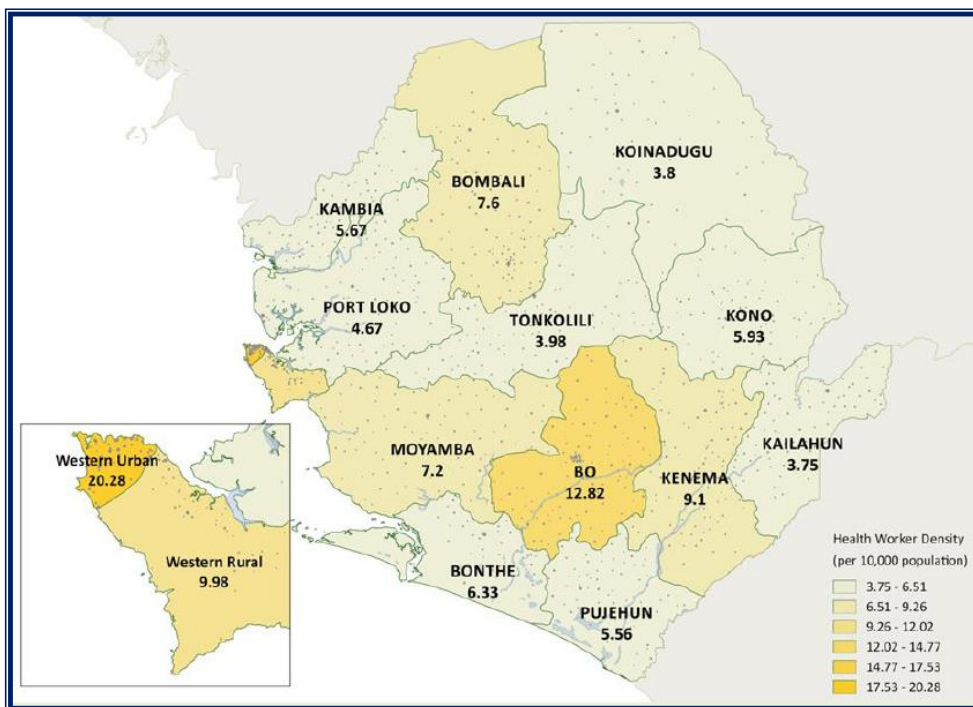 KOINADUGU
3.8
BOMBALI
7.6
KAMBIA
5.67
PORT LOKO
4.67
TONKOLILI
3.98
KONO
5.93
KAILAHUN
3.75
MOYAMBA
7.2
BO
12.82
KENEMA
9.1
BONTHE
6.33
PUJEHUN
5.56
Western Urban
20.28
Western Rural
9.98
Health Worker Density
(per 10,000 population)
3.75 - 6.51
6.51 - 9.26
9.26 - 12.02
12.02 - 14.77
14.77 - 17.53
17.53 - 20.28